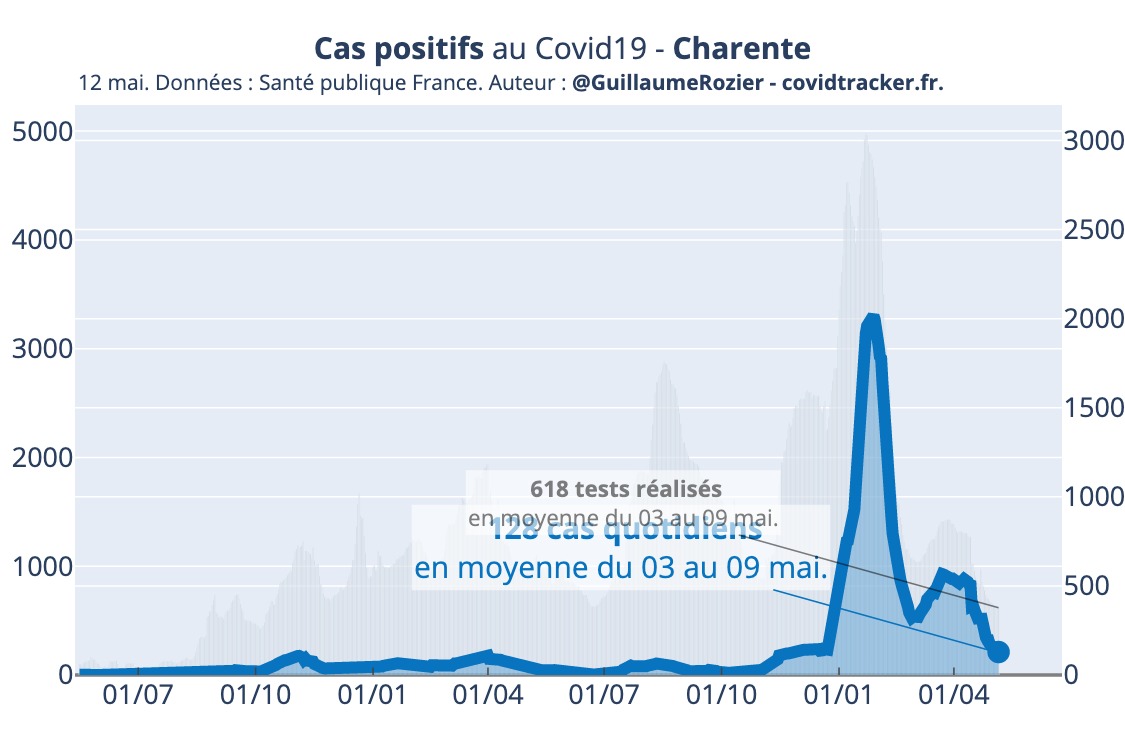 Cas positifs au Covid19 - Charente
12 mai. Données : Santé publique France. Auteur : @GuillaumeRozier - covidtracker.fr.
5000
4000
3000
2000
1000
0
3000
2500
2000
1500
1000
500
0
618 tests réalisés
en moyenne du 03 au 09 mai.
128 cas quotidiens
en moyenne du 03 au 09 mai.
01/07 01/10 01/01 01/04 01/07 01/10 01/01 01/04